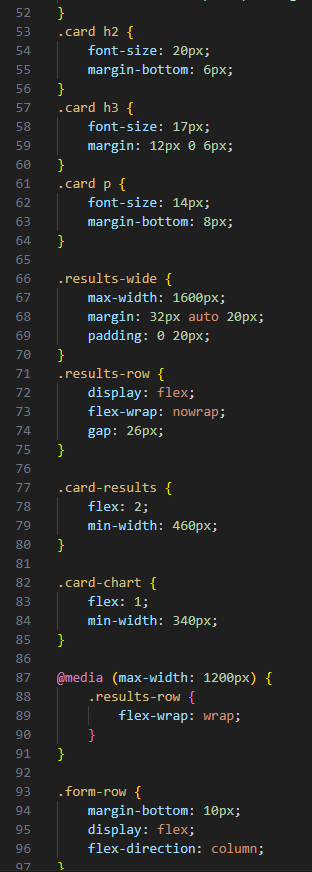 52 }
53 .card h2 {
54 font-size: 20px;
55 margin-bottom: 6px;
56 }
57 .card h3 {
58 font-size: 17px;
59 margin: 12px 0 6px;
60 }
61 .card p {
62 font-size: 14px;
63 margin-bottom: 8px;
64 }
65
66 .results-wide {
67 max-width: 1600px;
68 margin: 32px auto 20px;
69 padding: 0 20px;
70 }
71 .results-row {
72 display: flex;
73 flex-wrap: nowrap;
74 gap: 26px;
75 }
76
77 .card-results {
78 flex: 2;
79 min-width: 460px;
80 }
81
82 .card-chart {
83 flex: 1;
84 min-width: 340px;
85 }
86
87 @media (max-width: 1200px) {
88 .results-row {
89 flex-wrap: wrap;
90 }
91 }
92
93 .form-row {
94 margin-bottom: 10px;
95 display: flex;
96 flex-direction: column;
97 }